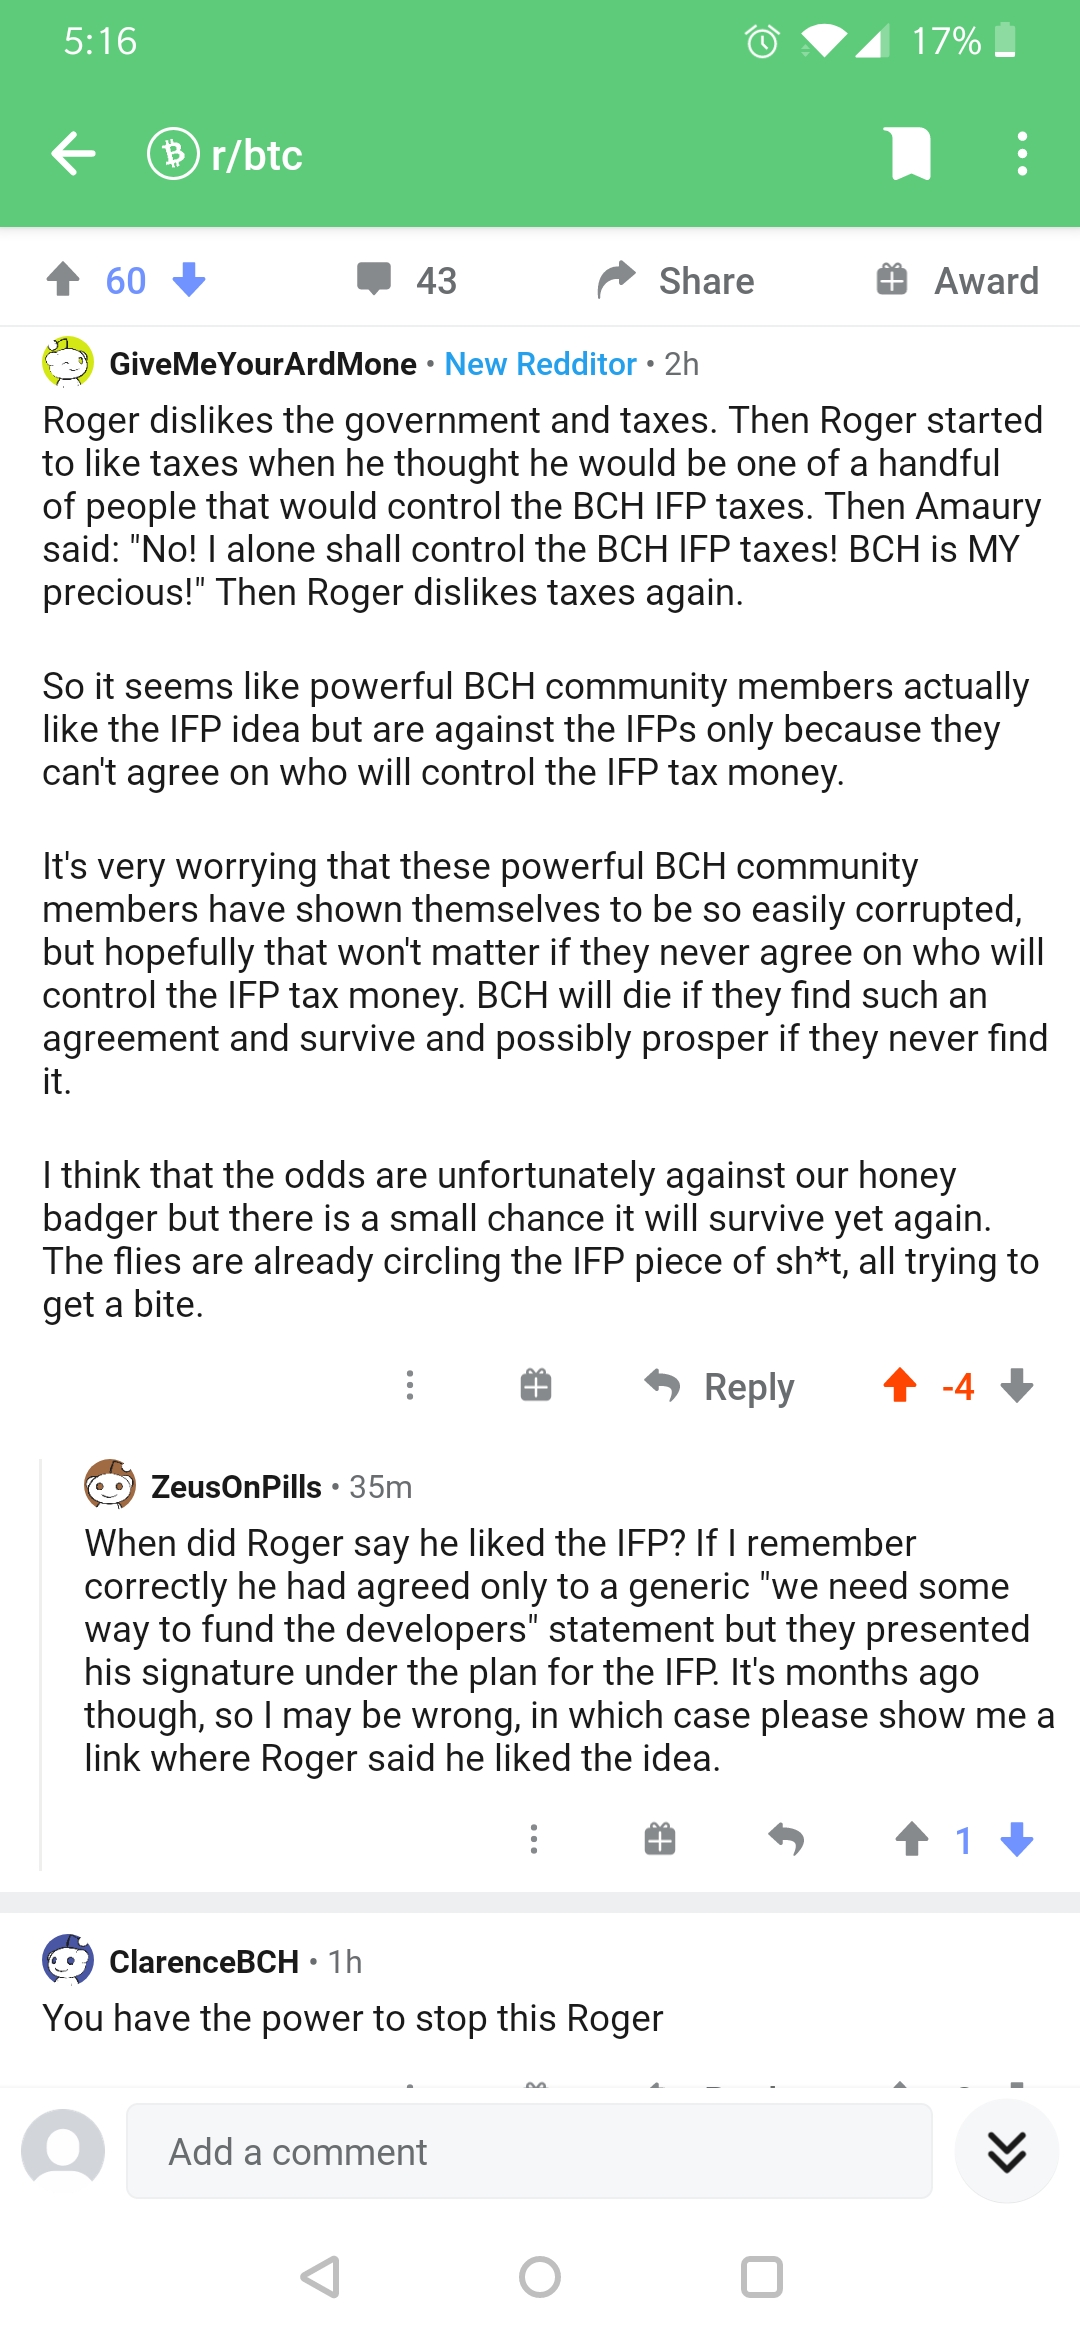 5:16
17%
r/btc
60
43
Share
Award
GiveMeYourArdMone • New Redditor • 2h
Roger dislikes the government and taxes. Then Roger started
to like taxes when he thought he would be one of a handful
of people that would control the BCH IFP taxes. Then Amaury
said: "No! I alone shall control the BCH IFP taxes! BCH is MY
precious!" Then Roger dislikes taxes again.
So it seems like powerful BCH community members actually
like the IFP idea but are against the IFPs only because they
can't agree on who will control the IFP tax money.
It's very worrying that these powerful BCH community
members have shown themselves to be so easily corrupted,
but hopefully that won't matter if they never agree on who will
control the IFP tax money. BCH will die if they find such an
agreement and survive and possibly prosper if they never find
it.
I think that the odds are unfortunately against our honey
badger but there is a small chance it will survive yet again.
The flies are already circling the IFP piece of sh*t, all trying to
get a bite.
Reply
-4
ZeusOnPills • 35m
When did Roger say he liked the IFP? If I remember
correctly he had agreed only to a generic "we need some
way to fund the developers" statement but they presented
his signature under the plan for the IFP. It's months ago
though, so I may be wrong, in which case please show me a
link where Roger said he liked the idea.
1
ClarenceBCH • 1h
You have the power to stop this Roger
Add a comment